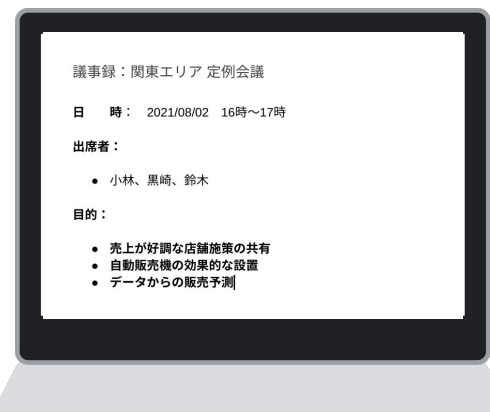 議事録：関東エリア 定例会議
日　　時：　2021/08/02　16時～17時
出席者：
● 小林、黒崎、鈴木
目的：
● 売上が好調な店舗施策の共有
● 自動販売機の効果的な設置
● データからの販売予測